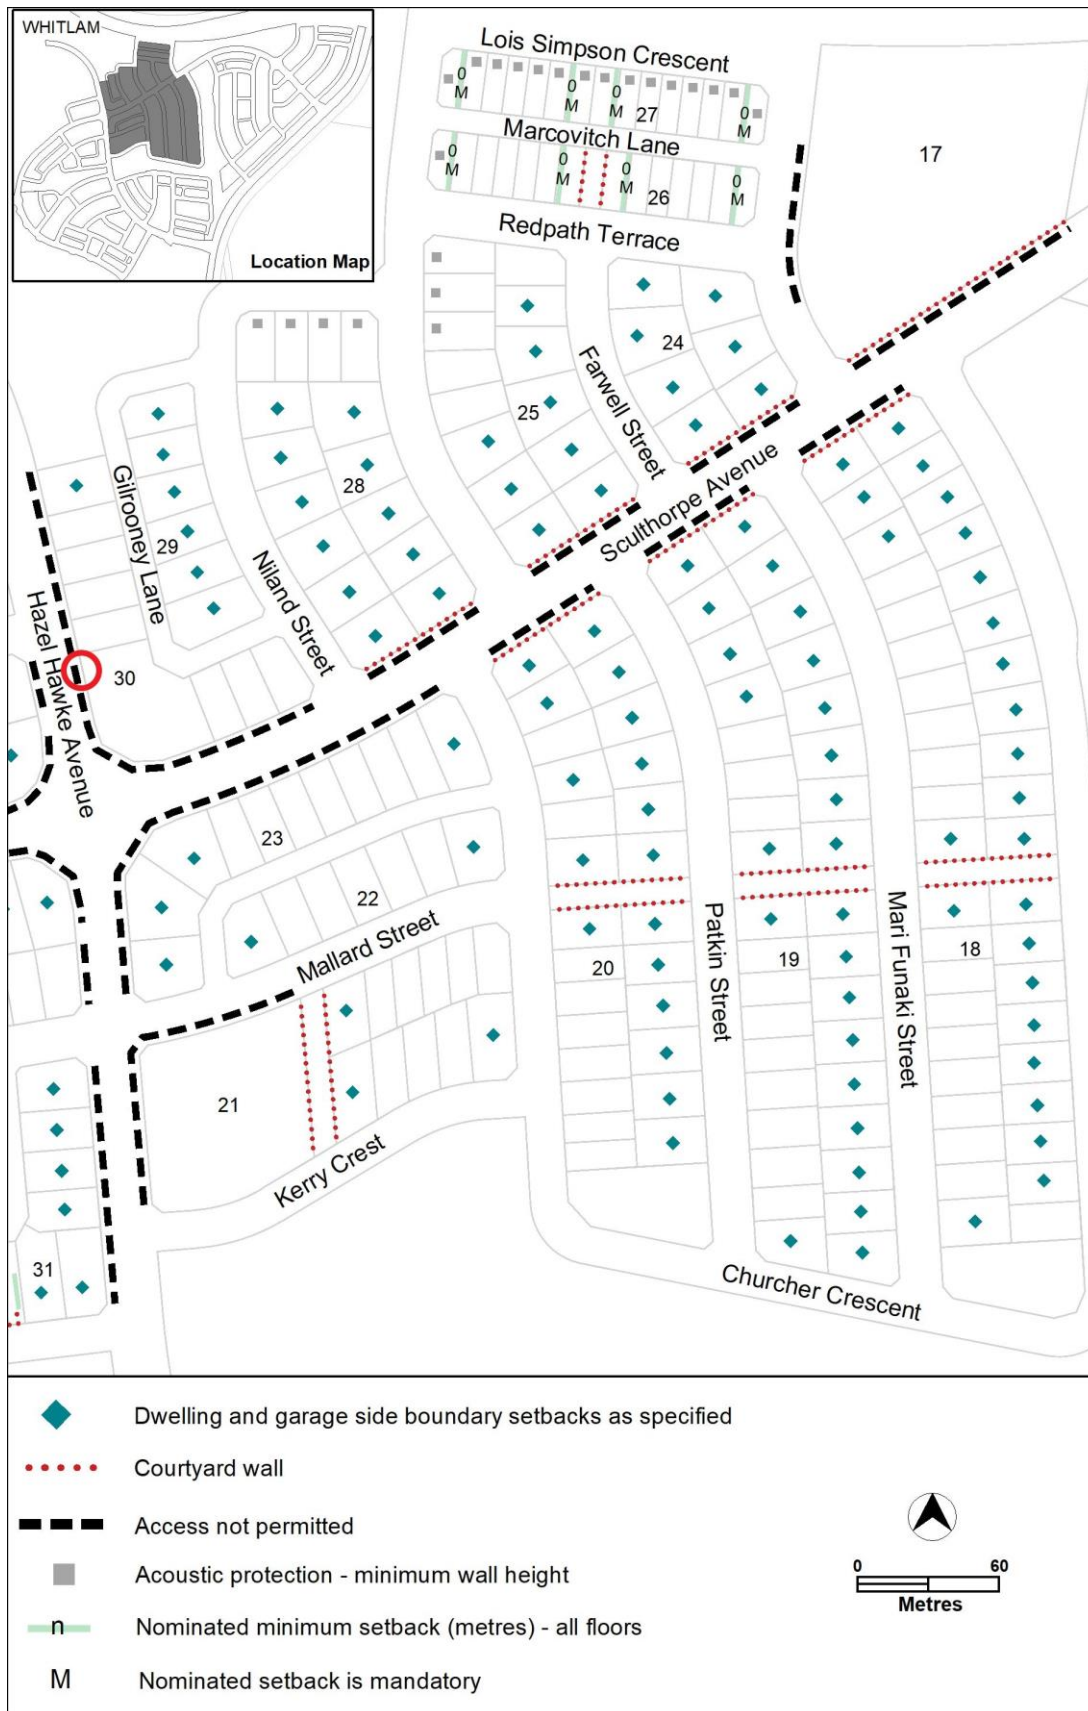 WHITLAM
Location Map
Lois Simpson Crescent
0 M
0 M
0 M
27
0 M
Marcovitch Lane
0 M
0 M
0 M
26
0 M
Redpath Terrace
17
24
Farwell Street
25
Sculthorpe Avenue
28
Gilrooney Lane
29
Niland Street
Hazel Hawke Avenue
30
23
22
Mallard Street
21
Kerry Crest
20
Patkin Street
19
Mari Funaki Street
18
31
Churcher Crescent
Dwelling and garage side boundary setbacks as specified
Courtyard wall
Access not permitted
Acoustic protection - minimum wall height
n Nominated minimum setback (metres) - all floors
M Nominated setback is mandatory
0 60
Metres